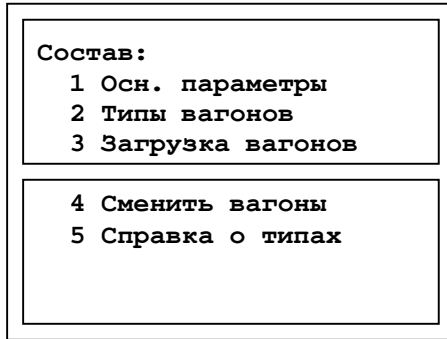 Состав:
1 Осн. параметры
2 Типы вагонов
3 Загрузка вагонов
4 Сменить вагоны
5 Справка о типах